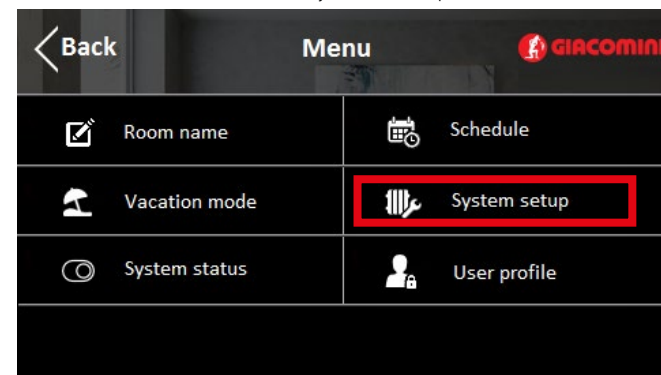 Back Menu GIACOMINI
Room name Schedule
Vacation mode System setup
System status User profile